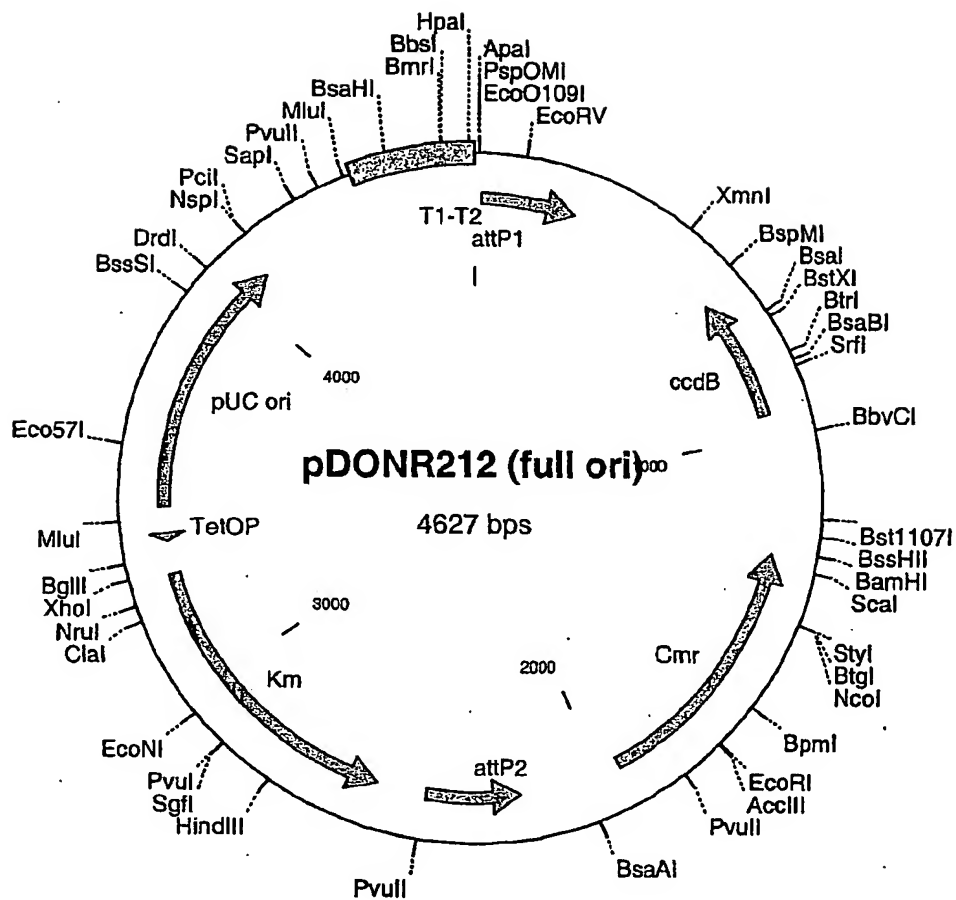 HpaI
BbsI
BmrI
ApaI
PspOMI
EcoO109I
BsaHI
EcoRV
MluI
PvuII
SapI
PciI
NspI
DrdI
BssSI
T1-T2
attP1
XmnI
BspMI
BsaI
BstXI
BtrI
BsaBI
SrfI
ccdB
4000
pUC ori
BbvCI
Eco57I
pDONR212 (full ori)
000
4627 bps
MluI
TetOP
Bst1107I
BssHII
BamHI
ScaI
BglII
XhoI
NruI
ClaI
3000
Km
2000
Cmr
StyI
BtgI
NcoI
EcoNI
BpmI
PvuI
SgfI
HindIII
attP2
EcoRI
AccIII
PvuII
BsaAI
PvuII